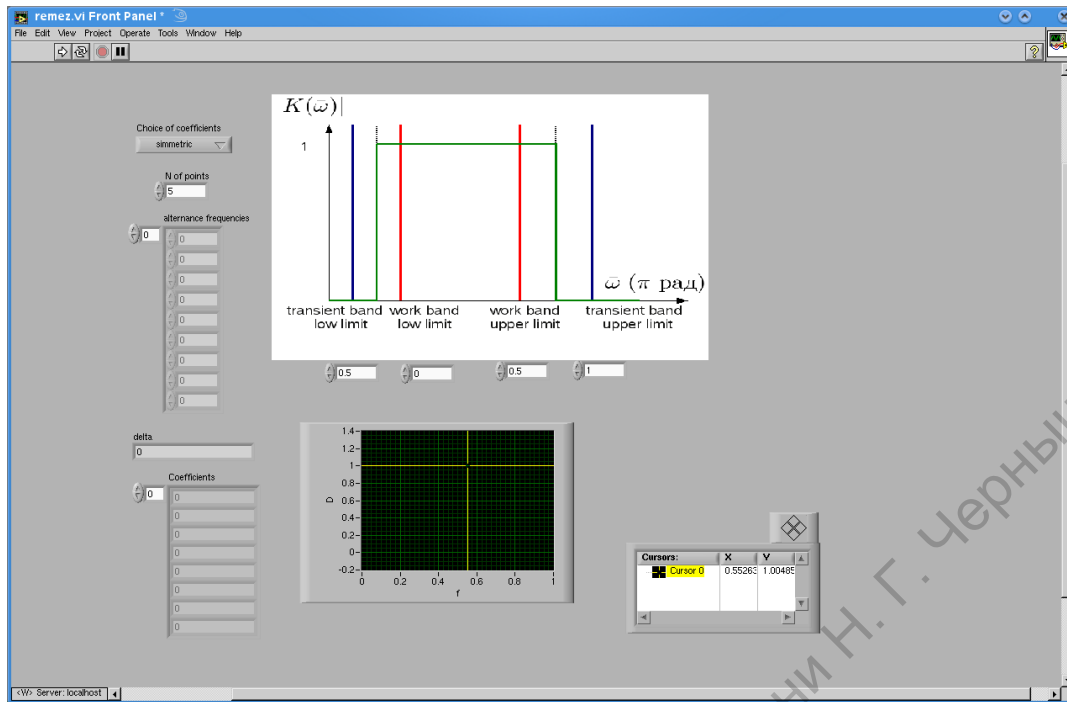 remez.vi Front Panel *
File Edit View Project Operate Tools Window Help
K(ω̄)|
1
ω̄ (π рад)
transient band low limit
work band low limit
work band upper limit
transient band upper limit
0.5
0
0.5
1
Choice of coefficients
simmetric
N of points
5
alternance frequencies
0
0
0
0
0
0
0
0
0
0
delta
0
Coefficients
0
0
0
0
0
0
0
0
0
1.4
1.2
1
0.8
0.6
0.4
0.2
0
-0.2
D
0 0.2 0.4 0.6 0.8 1
f
Cursors: X Y
Cursor 0 0.55263 1.00485
<W> Server: localhost
ни Н. Г. Черныш